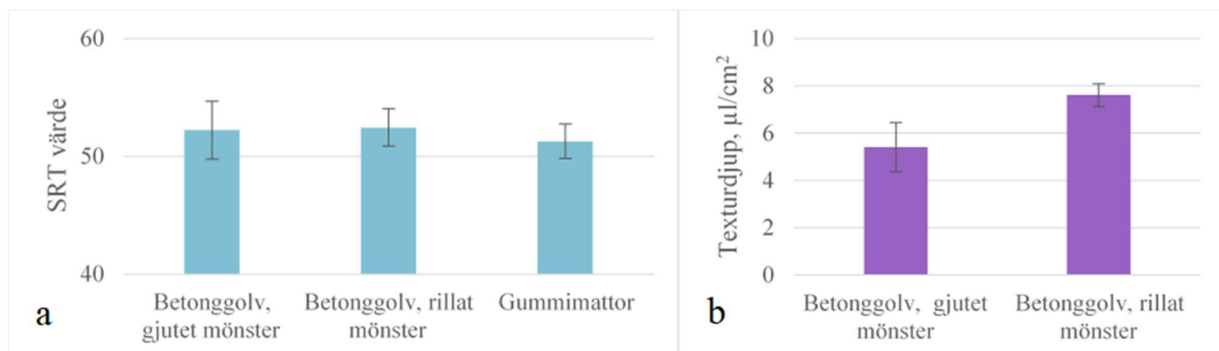 60
50
40
SRT värde
Betonggolv,
gjutet mönster
Betonggolv, rillat
mönster
Gummimattor
a
10
8
6
4
2
0
Texturdjup, µl/cm²
Betonggolv,  gjutet
mönster
Betonggolv, rillat
mönster
b